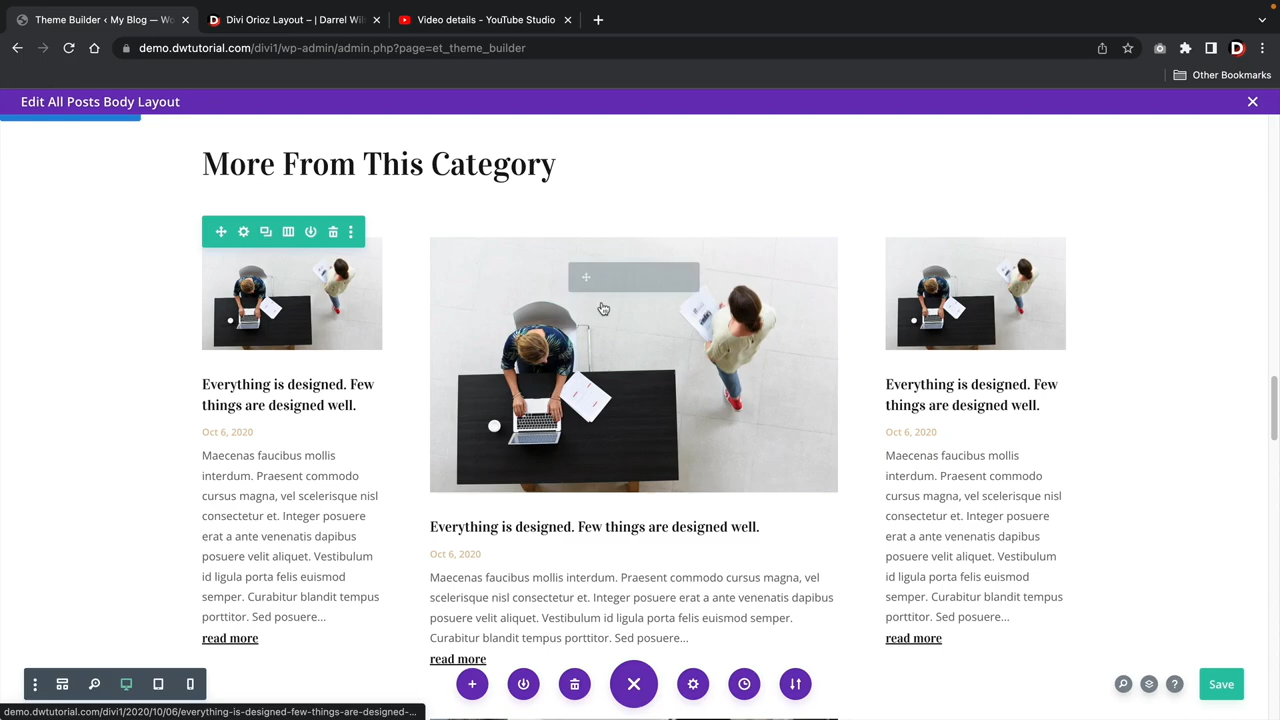 Theme Builder ‹ My Blog — Wo
Divi Orioz Layout – | Darrel Wil
Video details - YouTube Studio
demo.dwtutorial.com/divi1/wp-admin/admin.php?page=et_theme_builder
Other Bookmarks
Edit All Posts Body Layout
More From This Category
Everything is designed. Few
things are designed well.
Oct 6, 2020
Maecenas faucibus mollis
interdum. Praesent commodo
cursus magna, vel scelerisque nisl
consectetur et. Integer posuere
erat a ante venenatis dapibus
posuere velit aliquet. Vestibulum
id ligula porta felis euismod
semper. Curabitur blandit tempus
porttitor. Sed posuere...
read more
Everything is designed. Few things are designed well.
Oct 6, 2020
Maecenas faucibus mollis interdum. Praesent commodo cursus magna, vel
scelerisque nisl consectetur et. Integer posuere erat a ante venenatis dapibus
posuere velit aliquet. Vestibulum id ligula porta felis euismod semper.
Curabitur blandit tempus porttitor. Sed posuere...
read more
Everything is designed. Few
things are designed well.
Oct 6, 2020
Maecenas faucibus mollis
interdum. Praesent commodo
cursus magna, vel scelerisque nisl
consectetur et. Integer posuere
erat a ante venenatis dapibus
posuere velit aliquet. Vestibulum
id ligula porta felis euismod
semper. Curabitur blandit tempus
porttitor. Sed posuere...
read more
Save
demo.dwtutorial.com/divi1/2020/10/06/everything-is-designed-few-things-are-designed-...